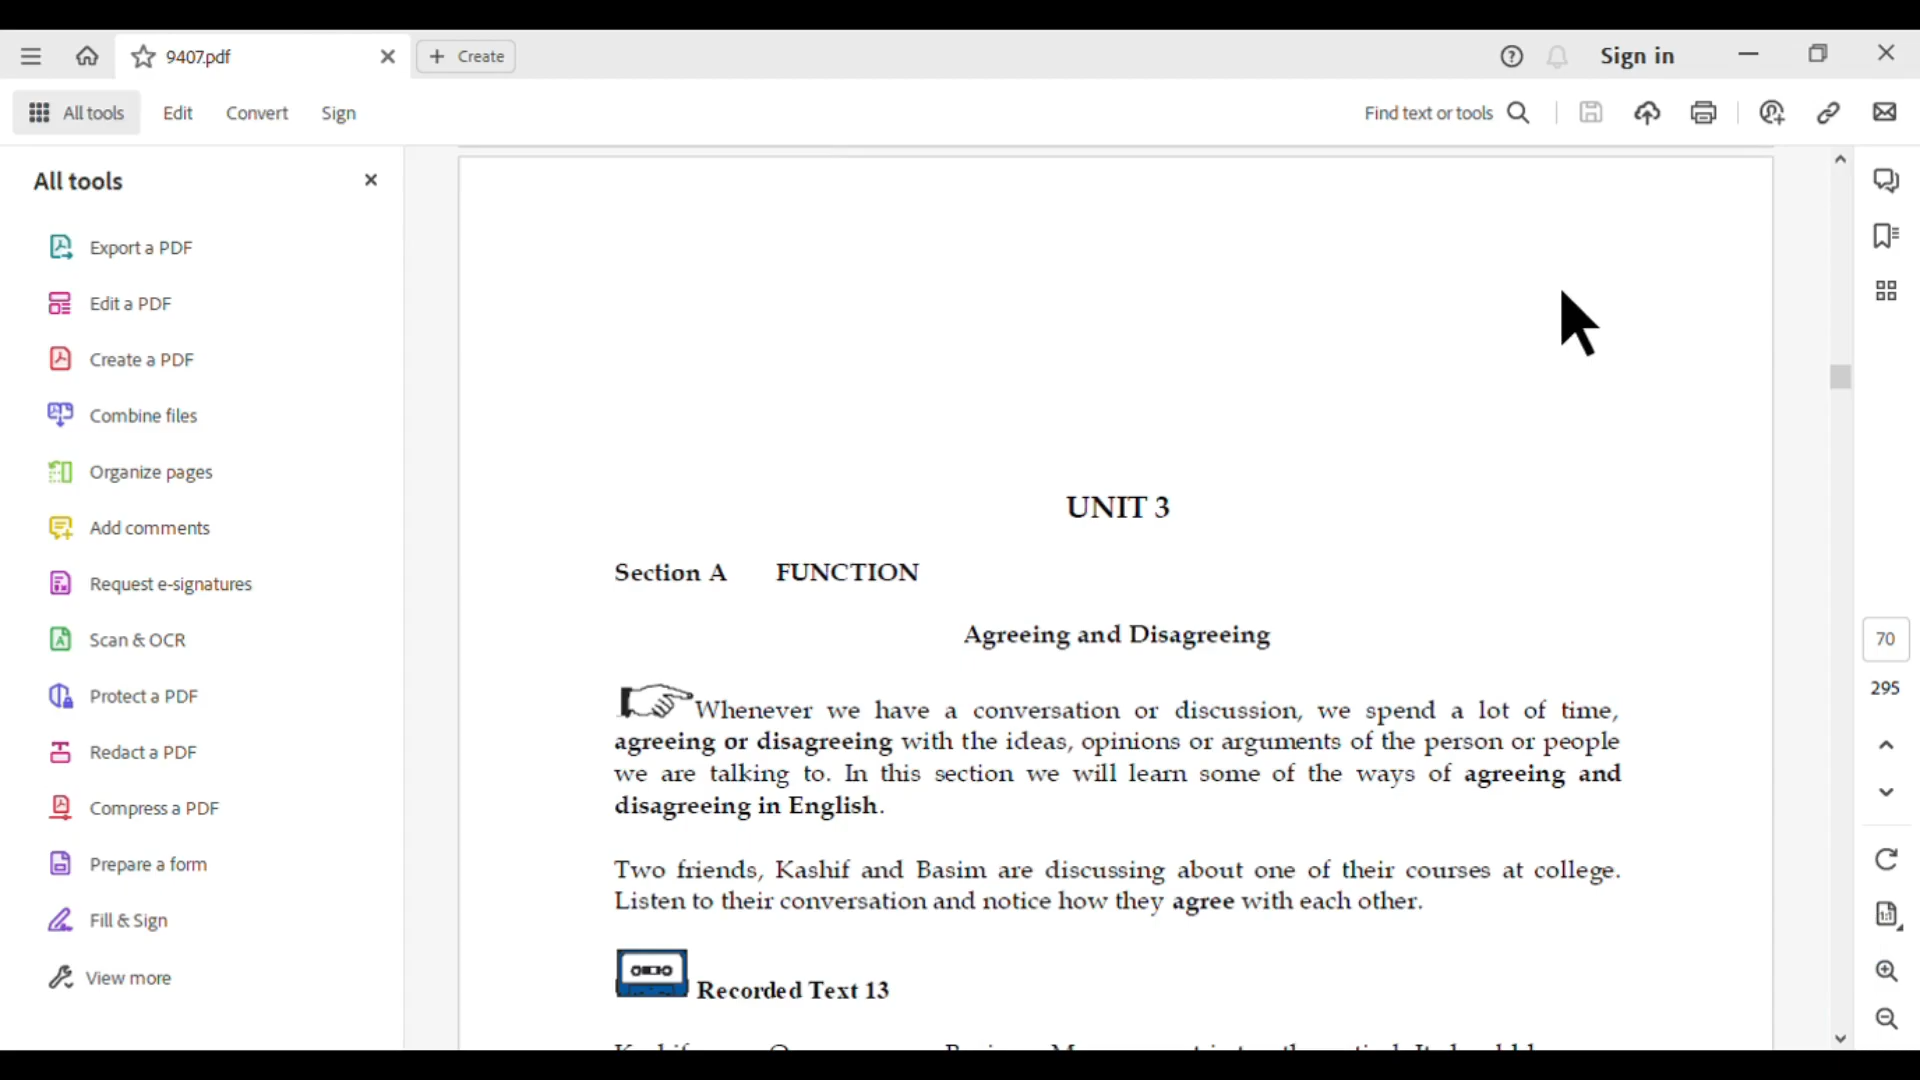 9407.pdf
Create
Sign in
All tools
Edit
Convert
Sign
Find text or tools
All tools
Export a PDF
Edit a PDF
Create a PDF
Combine files
Organize pages
Add comments
Request e-signatures
Scan & OCR
Protect a PDF
Redact a PDF
Compress a PDF
Prepare a form
Fill & Sign
View more
UNIT 3
Section A FUNCTION
Agreeing and Disagreeing
Whenever we have a conversation or discussion, we spend a lot of time,
agreeing or disagreeing with the ideas, opinions or arguments of the person or people
we are talking to. In this section we will learn some of the ways of agreeing and
disagreeing in English.
Two friends, Kashif and Basim are discussing about one of their courses at college.
Listen to their conversation and notice how they agree with each other.
Recorded Text 13
70
295